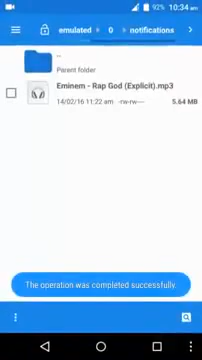 92% 10:34 am
emulated 0 notifications
..
Parent folder
Eminem - Rap God (Explicit).mp3
14/02/16 11:22 am -rw-rw---- 5.64 MB
The operation was completed successfully.